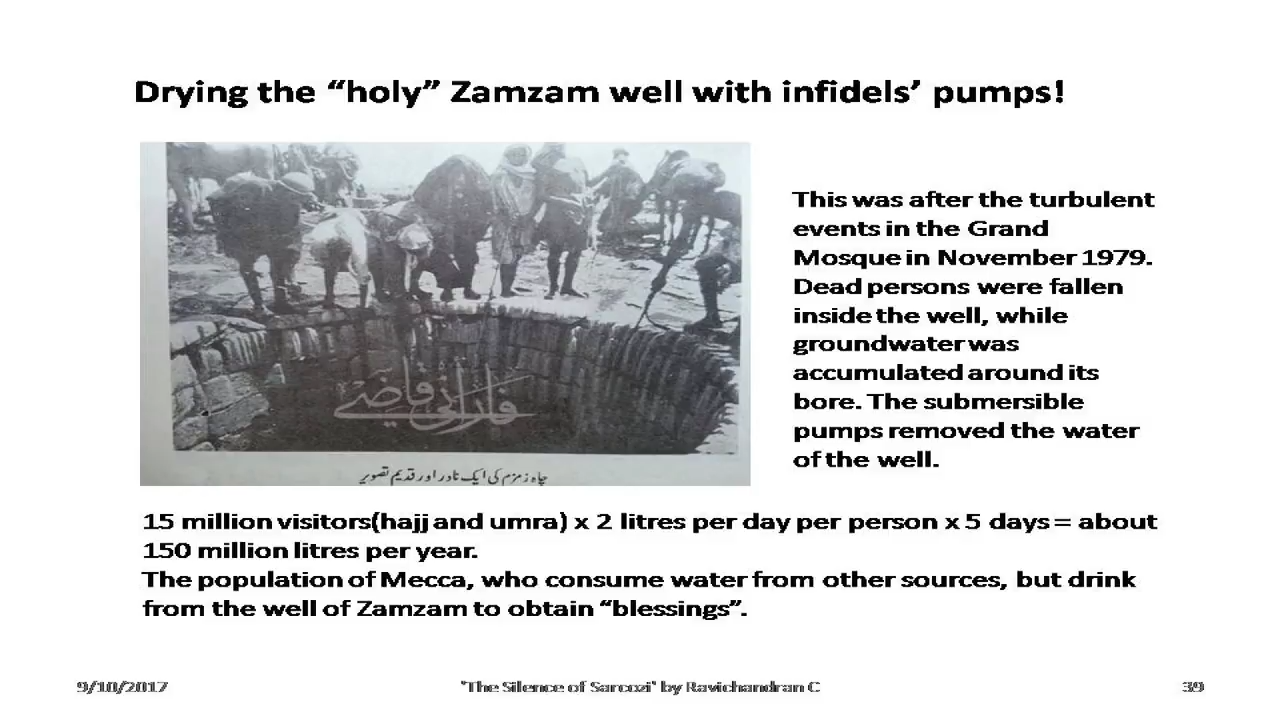 Drying the “holy” Zamzam well with infidels’ pumps!
This was after the turbulent
events in the Grand
Mosque in November 1979.
Dead persons were fallen
inside the well, while
groundwater was
accumulated around its
bore. The submersible
pumps removed the water
of the well.
فارانی قاضی
چاہ زمزم کی ایک نادر اور قدیم تصویر
15 million visitors(hajj and umra) x 2 litres per day per person x 5 days = about
150 million litres per year.
The population of Mecca, who consume water from other sources, but drink
from the well of Zamzam to obtain “blessings”.
9/10/2017
'The Silence of Sarcozi' by Ravichandran C
39